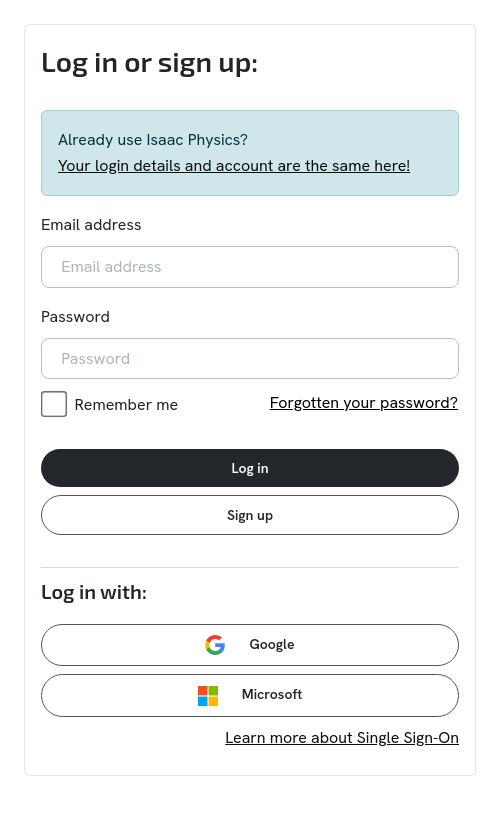 Log in or sign up:
Already use Isaac Physics?
Your login details and account are the same here!
Email address
Email address
Password
Password
Remember me
Forgotten your password?
Log in
Sign up
Log in with:
Google
Microsoft
Learn more about Single Sign-On